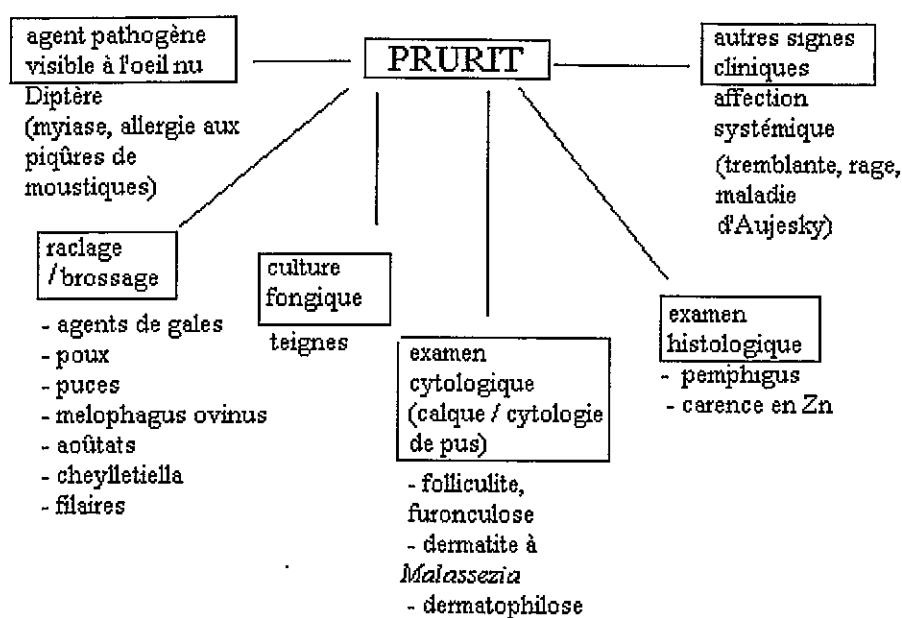 PRURIT
agent pathogène
visible à l'oeil nu
Diptère
(myiase, allergie aux
piqûres de
moustiques)
raclage
/brossage
- agents de gales
- poux
- puces
- melophagus ovinus
- aoûtats
- cheylletiella
- filaires
culture
fongique
teignes
examen
cytologique
(calque / cytologie
de pus)
- folliculite,
furonculose
- dermatite à
Malassezia
- dermatophilose
examen
histologique
- pemphigus
- carence en Zn
autres signes
cliniques
affection
systémique
(tremblante, rage,
maladie
d'Aujesky)